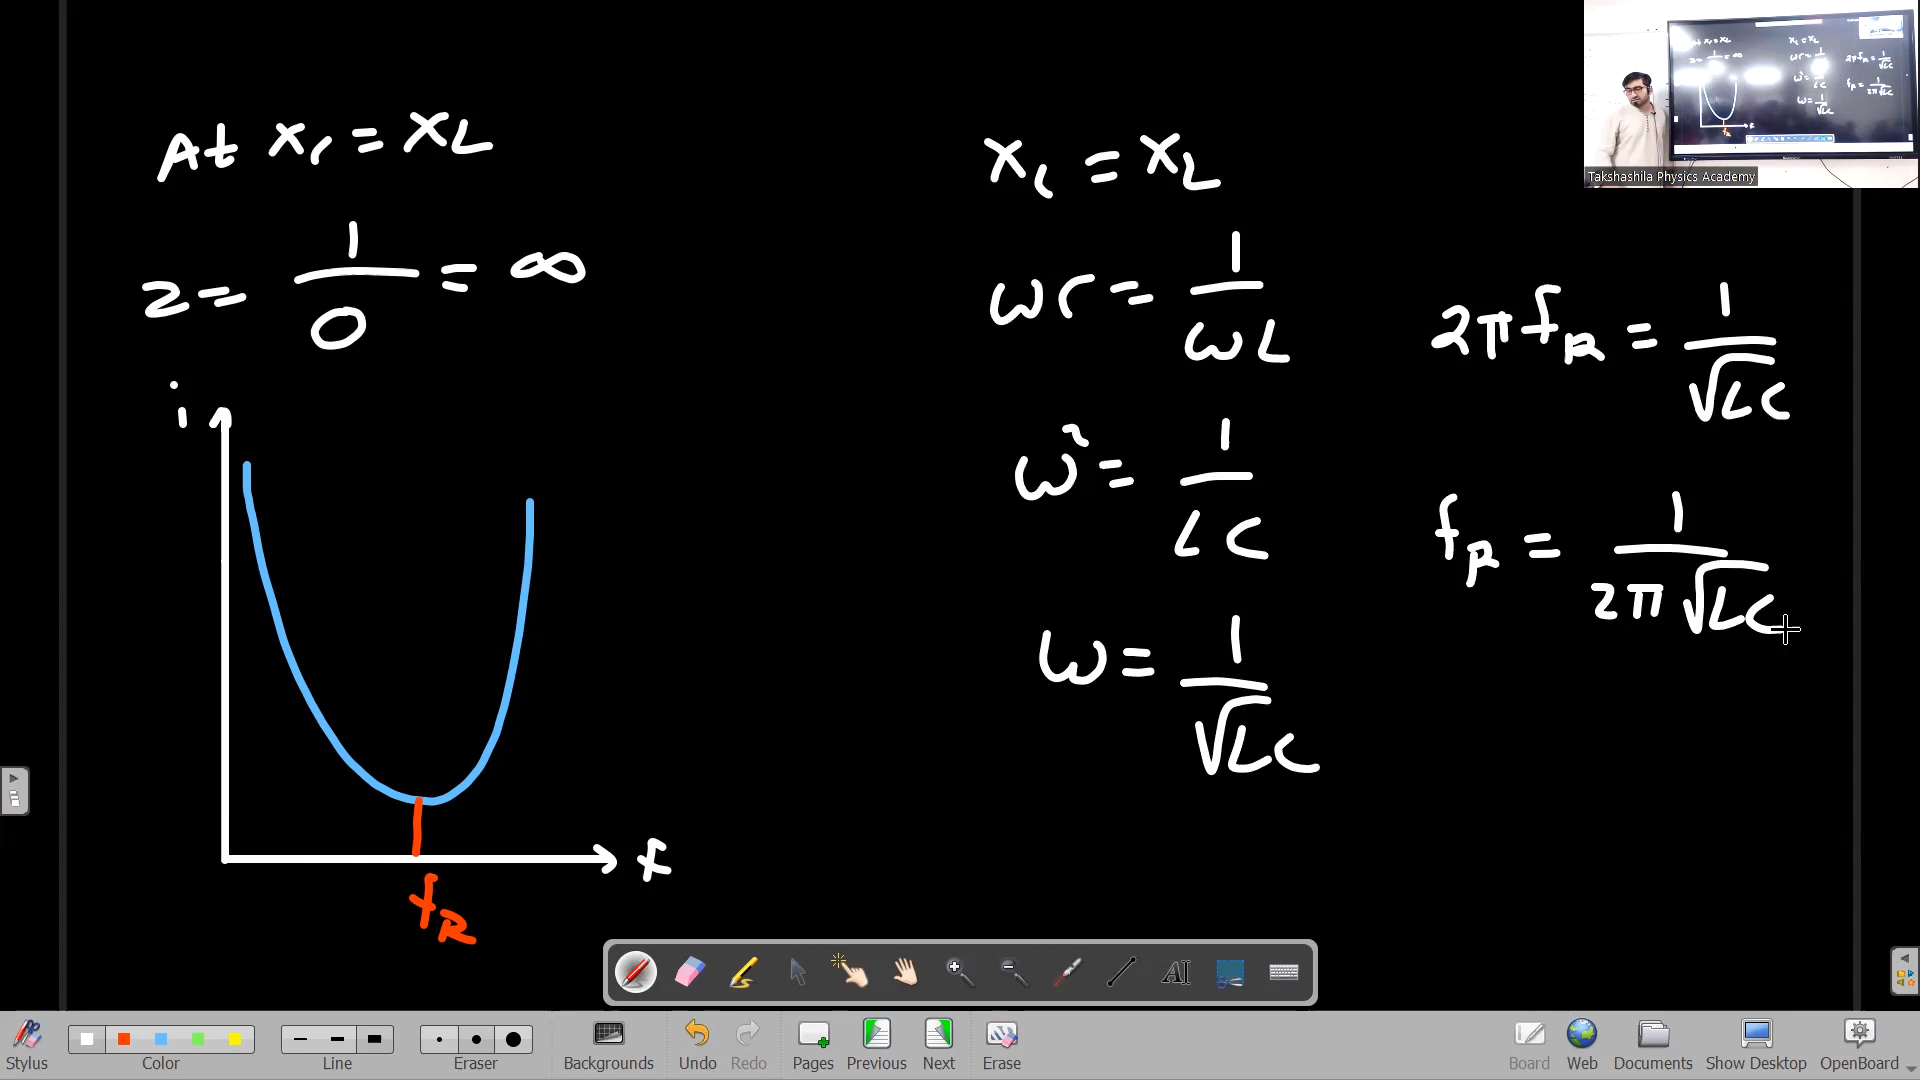 At xc = xL
z = 1/0 = ∞
i
f
fR
xc = xL
ωc = 1/ωL
ω² = 1/LC
ω = 1/√LC
2πfR = 1/√LC
fR = 1/2π√LC
Takshashila Physics Academy
Stylus
Color
Line
Eraser
Backgrounds
Undo
Redo
Pages
Previous
Next
Erase
Board
Web
Documents
Show Desktop
OpenBoard